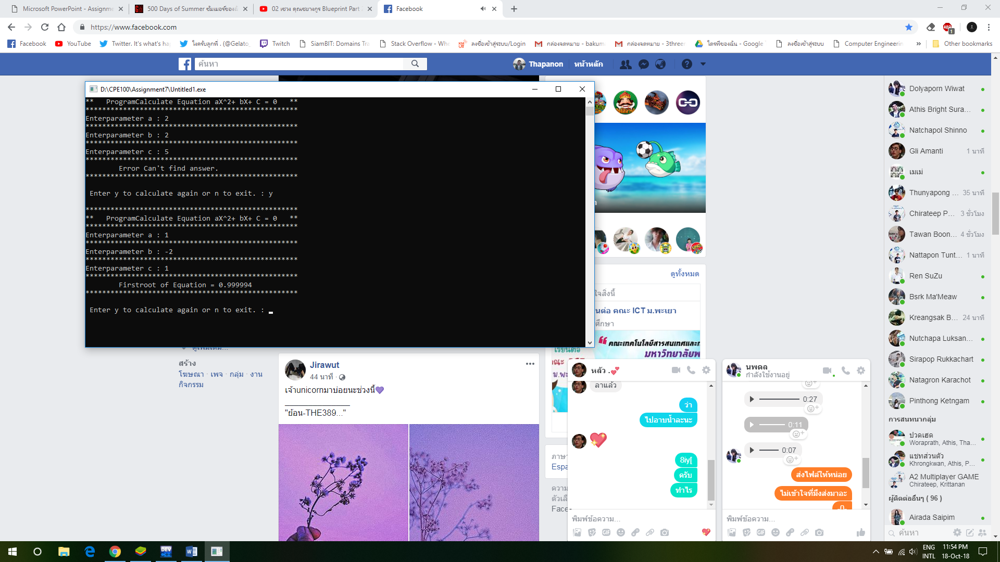 Microsoft PowerPoint - Assignme
500 Days of Summer ซัมเมอร์ของฉั
02 เซวง คุณชยางกูร Blueprint Part
Facebook
https://www.facebook.com
Facebook
YouTube
Twitter. It's what's ha
ไดครับลูกพี่ . (@Gelato_
Twitch
SiamBIT: Domains Tra
Stack Overflow - Whe
ลงชื่อเข้าสู่ระบบ/Login
กล่องจดหมาย - bakum
กล่องจดหมาย - 3threer
ไดรฟ์ของฉัน - Google
ลงชื่อเข้าสู่ระบบ
Computer Engineerin
Other bookmarks
ค้นหา
Thapanon
หน้าหลัก
D:\CPE100\Assignment7\Untitled1.exe
** ProgramCalculate Equation aX^2+ bX+ C = 0 **
***************************************************
Enterparameter a : 2
***************************************************
Enterparameter b : 2
***************************************************
Enterparameter c : 5
***************************************************
Error Can't find answer.
***************************************************
Enter y to calculate again or n to exit. : y
***************************************************
** ProgramCalculate Equation aX^2+ bX+ C = 0 **
***************************************************
Enterparameter a : 1
***************************************************
Enterparameter b : -2
***************************************************
Enterparameter c : 1
***************************************************
Firstroot of Equation = 0.999994
***************************************************
Enter y to calculate again or n to exit. :
ดูเพิ่มเติม...
สร้าง
โฆษณา · เพจ · กลุ่ม · งาน
กิจกรรม
Jirawut
44 นาที ·
เจ้าunicornมาบ่อยนะช่วงนี้
"ย้อน-THE389..."
ดูทั้งหมด
ใจสิ่งนี้
นต่อ คณะ ICT ม.พะเยา
ศึกษา
คณะเทคโนโลยีสารสนเทศและก
มหาวิทยาลัยพ
เรียนต่อ
ภาษา
Espa
ความ
ตัวเลื
Face
หลัว .
ลาแล้ว
ว่า
ไปอาบน้ำละนะ
8iy[
ครับ
ทำไร
พิมพ์ข้อความ...
นพดล
กำลังใช้งานอยู่
0:27
0:11
0:07
ส่งไฟล์ให้หน่อย
ไม่เข้าใจที่มึงส่งมาอะ
-0-
พิมพ์ข้อความ...
Dolyaporn Wiwat
Athis Bright Sura...
Natchapol Shinno
Gli Amanti
1 นาที
เมเม่
Thunyapong ...
35 นาที
Chirateep P...
3 ชั่วโมง
Tawan Boon...
4 ชั่วโมง
Nattapon Tunt...
1 นาที
Ren SuZu
Bsrk Ma'Meaw
Kreangsak B...
24 นาที
Nutchapa Luksan...
Sirapop Rukkachart
Natagron Karachot
Pinthong Ketngam
การสนทนากลุ่ม
ปวดเฮด
Woraprath, Athis, Tha...
แชทส่วนตัว
Khrongkwan, Athis, P...
A2 Multiplayer GAME
Chirateep, Krittanan
ผู้ติดต่ออื่นๆ ( 96 )
Airada Saipim
ค้นหา
ENG
INTL
11:54 PM
18-Oct-18